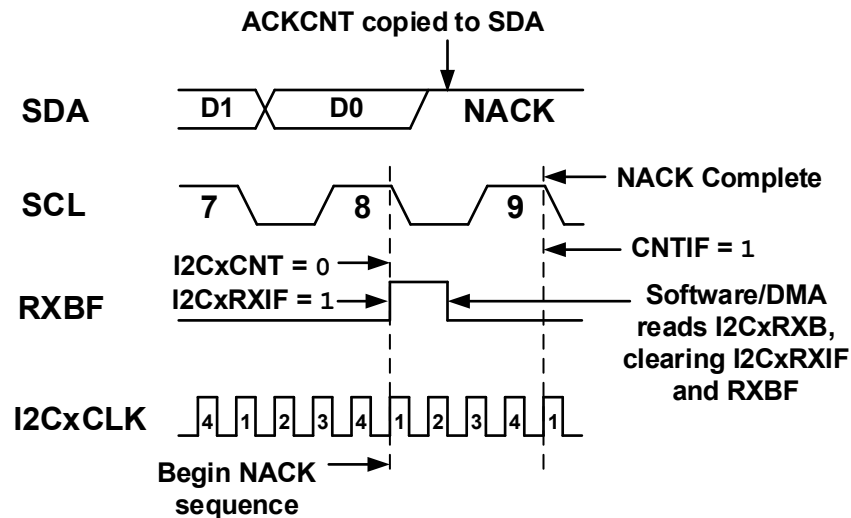 ACKCNT copied to SDA
SDA
D1
D0
NACK
SCL
7
8
9
NACK Complete
I2CxCNT = 0
CNTIF = 1
RXBF
I2CxRXIF = 1
Software/DMA
reads I2CxRXB,
clearing I2CxRXIF
and RXBF
I2CxCLK
4 1 2 3 4 1 2 3 4 1
Begin NACK
sequence